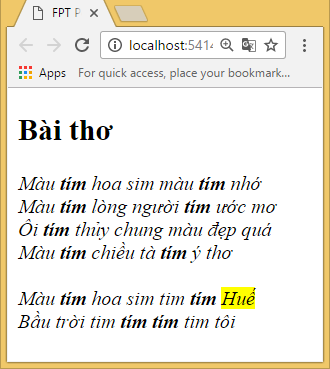 FPT P
localhost:5414
Apps For quick access, place your bookmark...
Bài thơ
Màu tím hoa sim màu tím nhớ
Màu tím lòng người tím ước mơ
Ôi tím thủy chung màu đẹp quá
Màu tím chiều tà tím ý thơ
Màu tím hoa sim tim tím Huế
Bầu trời tim tím tím tim tôi